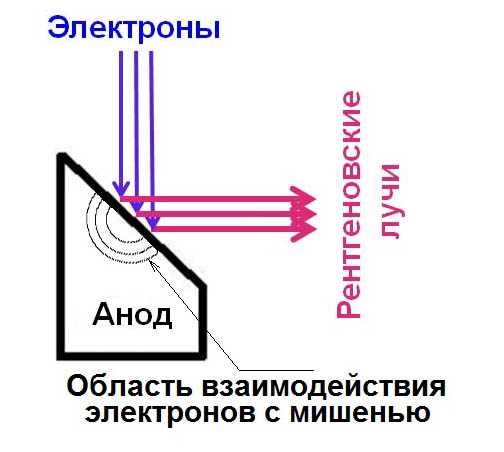 Электроны
Рентгеновские
лучи
Анод
Область взаимодействия
электронов с мишенью